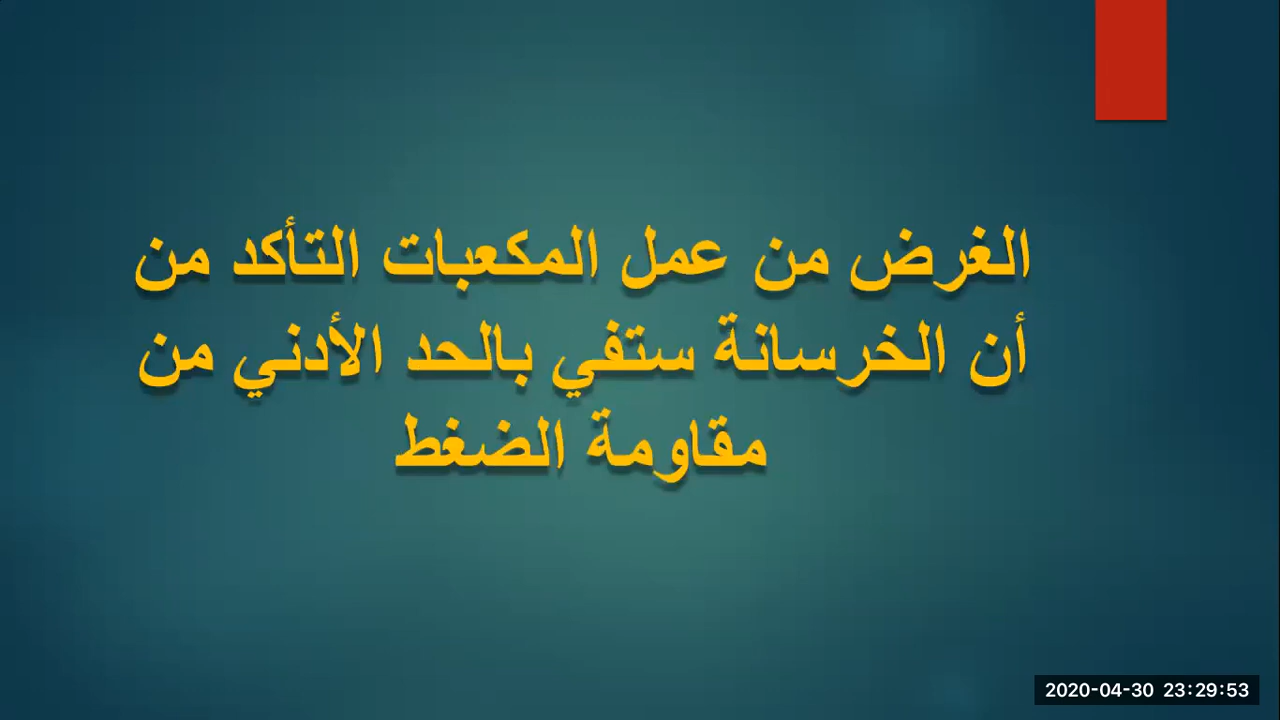 الغرض من عمل المكعبات التأكد من
أن الخرسانة ستفي بالحد الأدني من
مقاومة الضغط
2020-04-30 23:29:53